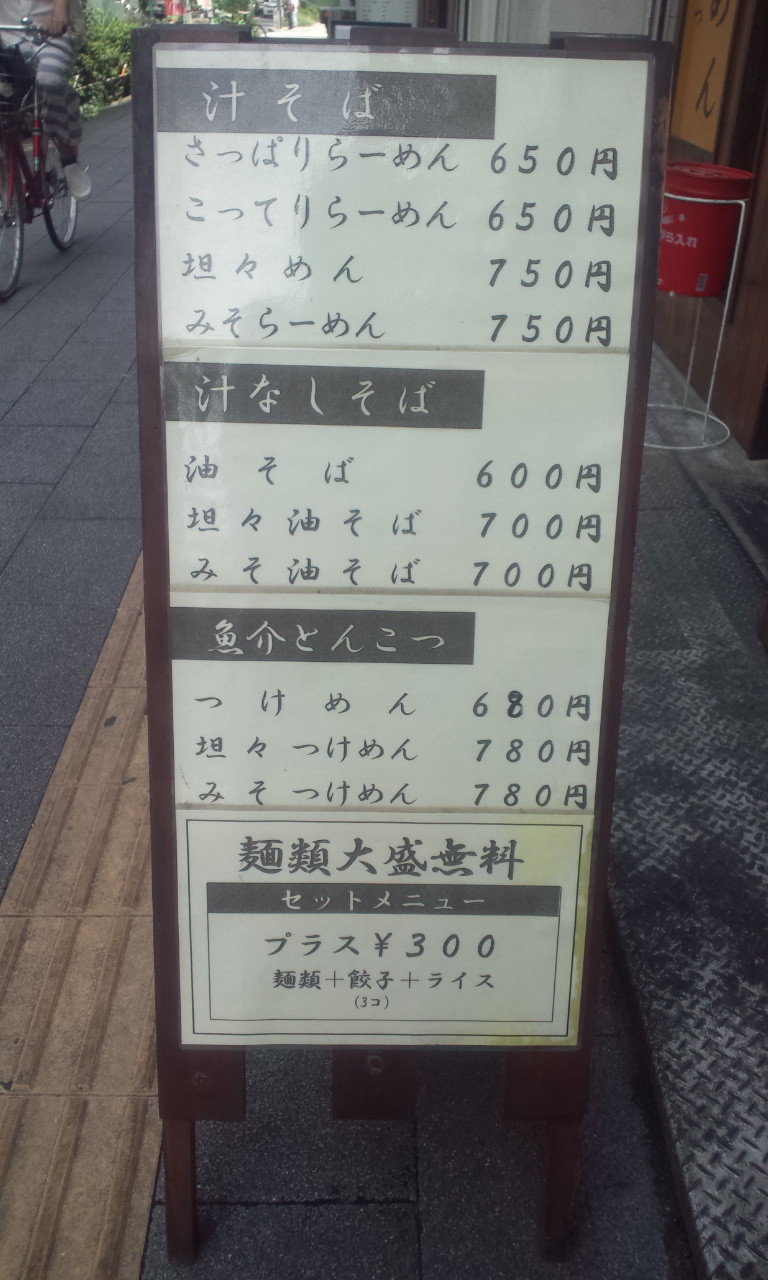 汁そば
さっぱりらーめん 650円
こってりらーめん 650円
坦々めん 750円
みそらーめん 750円
汁なしそば
油そば 600円
坦々油そば 700円
みそ油そば 700円
魚介とんこつ
つけめん 680円
坦々つけめん 780円
みそつけめん 780円
麺類大盛無料
セットメニュー
プラス¥300
麺類+餃子+ライス
(3コ)